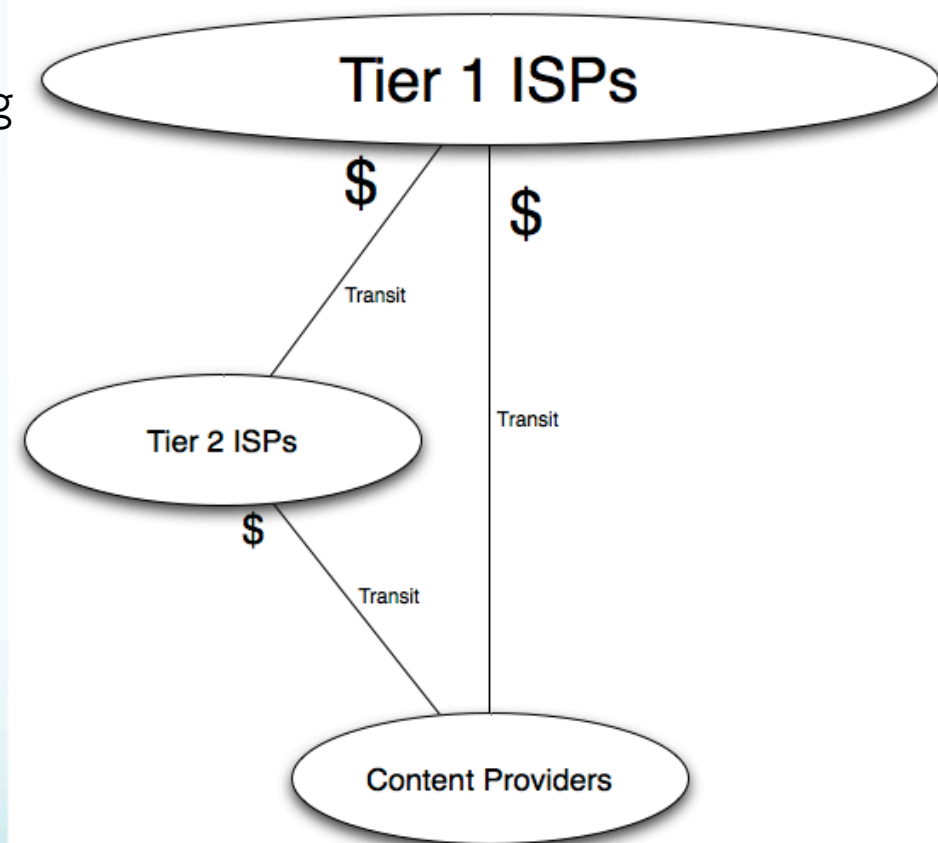 Tier 1 ISPs
g
$
$
Transit
Transit
Tier 2 ISPs
$
Transit
Content Providers